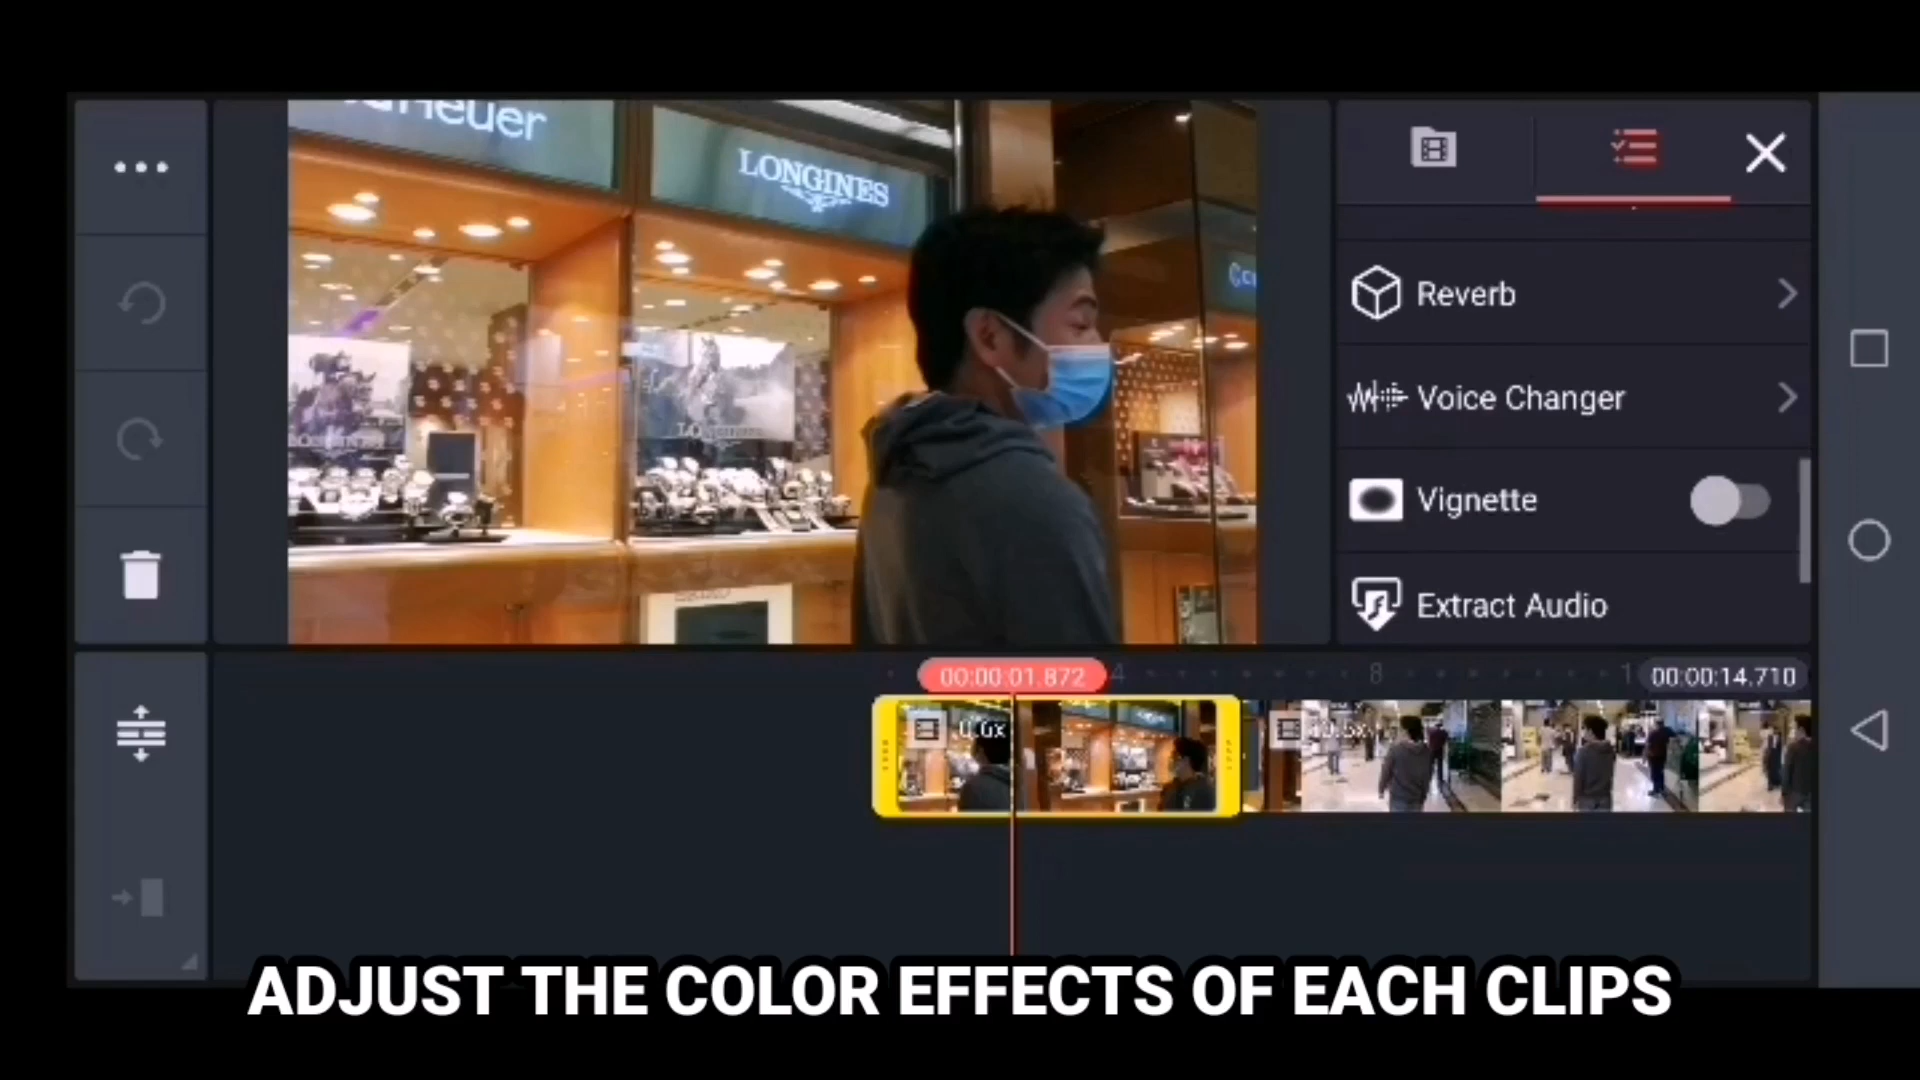 Heuer
LONGINES
Reverb
Voice Changer
Vignette
Extract Audio
00:00:01.872
4
8
1
00:00:14.710
ADJUST THE COLOR EFFECTS OF EACH CLIPS